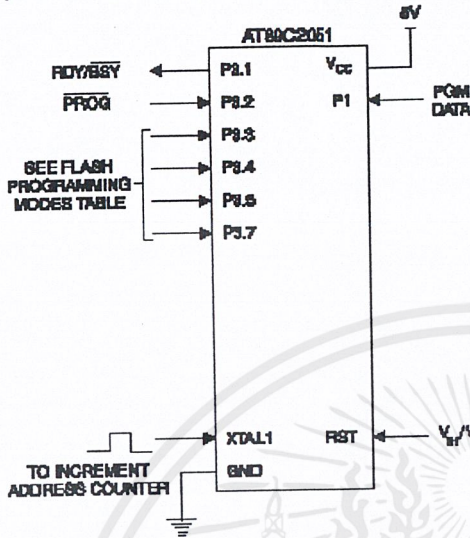 5V
AT89C2051
RDY/BSY
P3.1
VCC
PROG
P3.2
P1
PGM
DATA
P3.3
SEE FLASH
PROGRAMMING
MODES TABLE
P3.4
P3.5
P3.7
XTAL1
RST
VIH/V
TO INCREMENT
ADDRESS COUNTER
GND